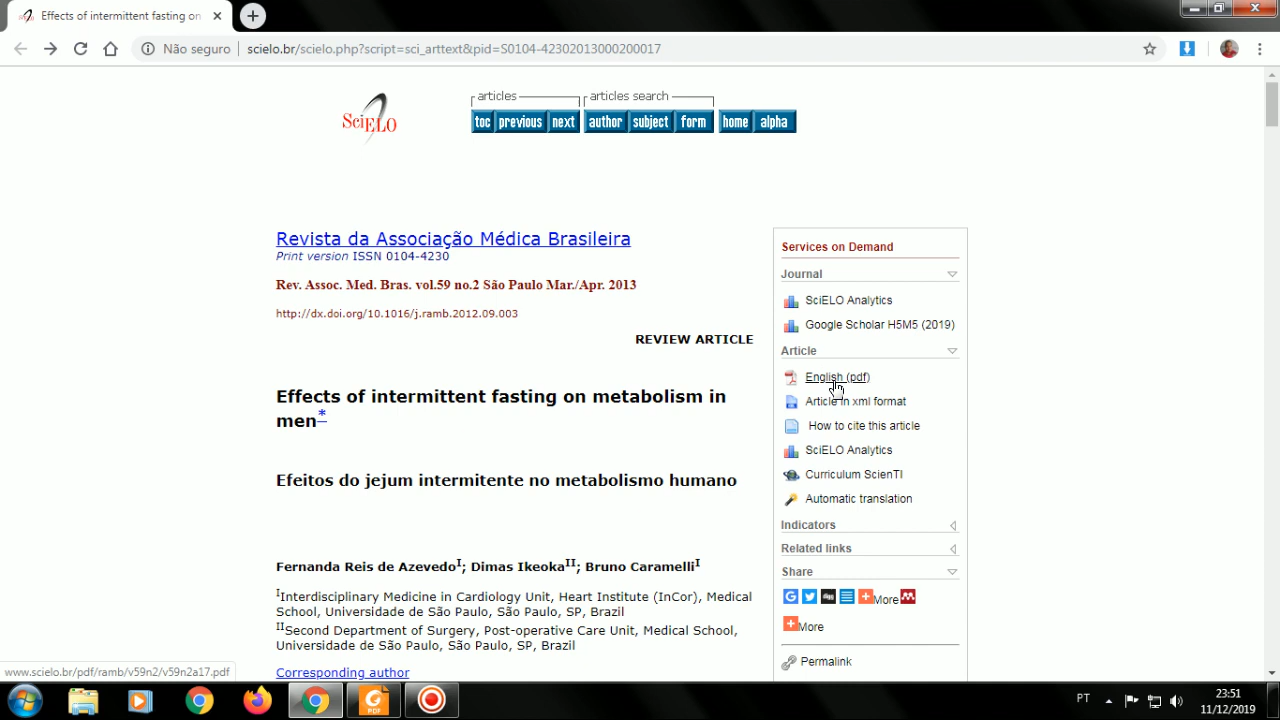 Effects of intermittent fasting on
Não seguro
scielo.br/scielo.php?script=sci_arttext&pid=S0104-42302013000200017
SciELO
articles
articles search
toc previous next author subject form home alpha
Revista da Associação Médica Brasileira
Print version ISSN 0104-4230
Rev. Assoc. Med. Bras. vol.59 no.2 São Paulo Mar./Apr. 2013
http://dx.doi.org/10.1016/j.ramb.2012.09.003
REVIEW ARTICLE
Effects of intermittent fasting on metabolism in
men*
Efeitos do jejum intermitente no metabolismo humano
Fernanda Reis de AzevedoI; Dimas IkeokaII; Bruno CaramelliI
IInterdisciplinary Medicine in Cardiology Unit, Heart Institute (InCor), Medical
School, Universidade de São Paulo, São Paulo, SP, Brazil
IISecond Department of Surgery, Post-operative Care Unit, Medical School,
Universidade de São Paulo, São Paulo, SP, Brazil
Corresponding author
Services on Demand
Journal
SciELO Analytics
Google Scholar H5M5 (2019)
Article
English (pdf)
Article in xml format
How to cite this article
SciELO Analytics
Curriculum ScienTI
Automatic translation
Indicators
Related links
Share
More
More
Permalink
www.scielo.br/pdf/ramb/v59n2/v59n2a17.pdf
PDF
PT
23:51
11/12/2019